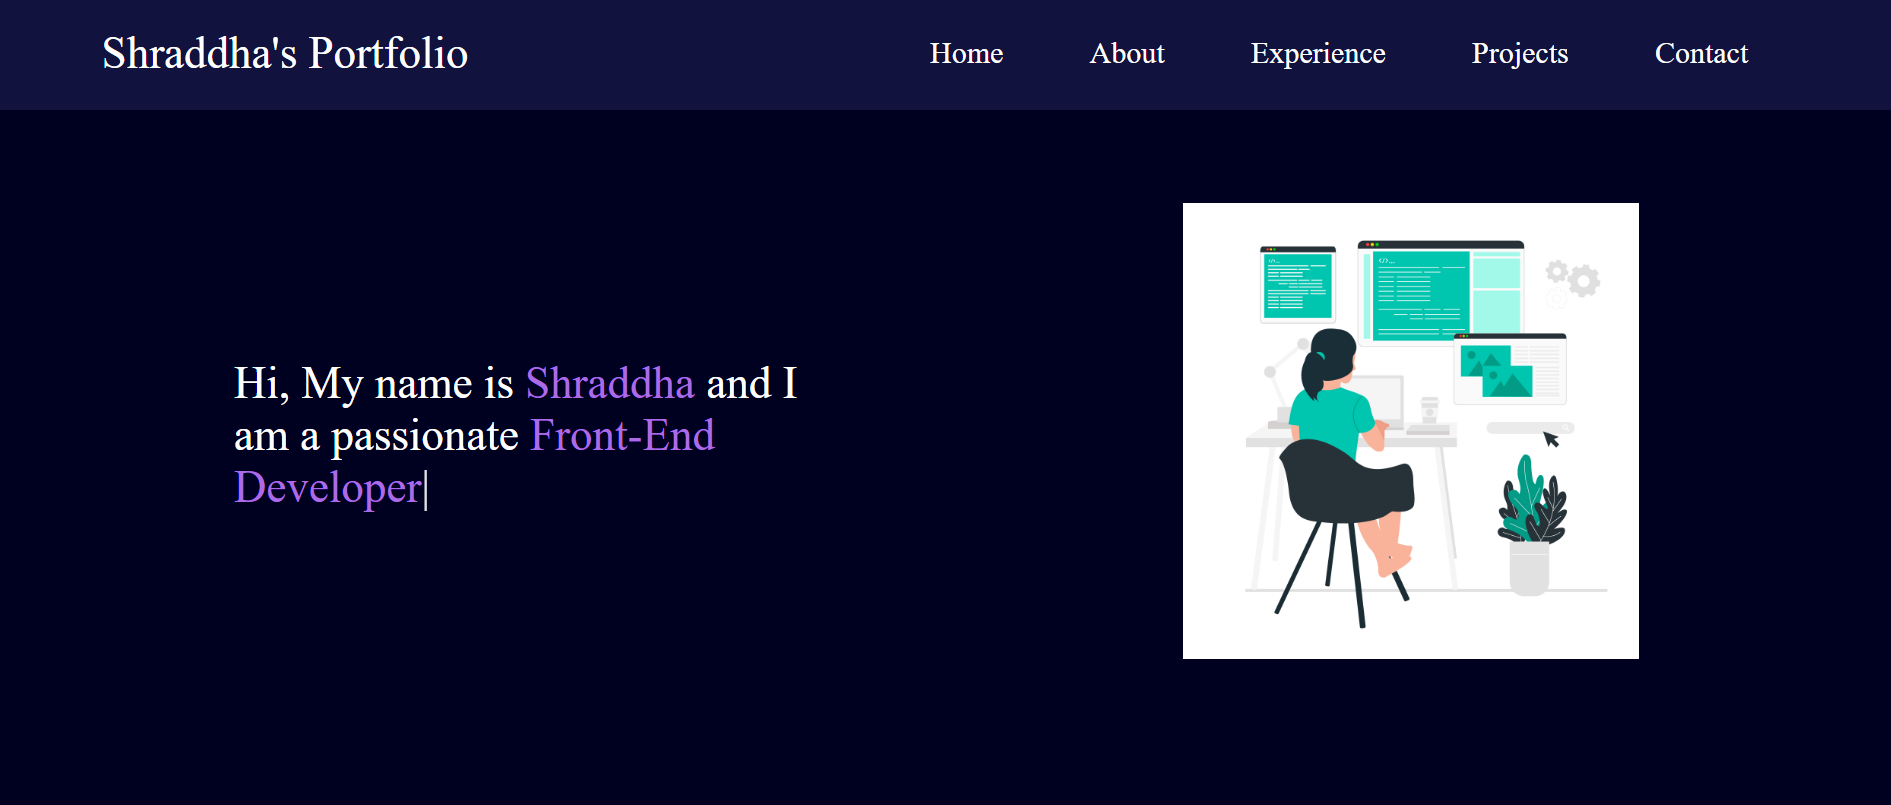 Shraddha's Portfolio
Home
About
Experience
Projects
Contact
Hi, My name is Shraddha and I
am a passionate Front-End
Developer|